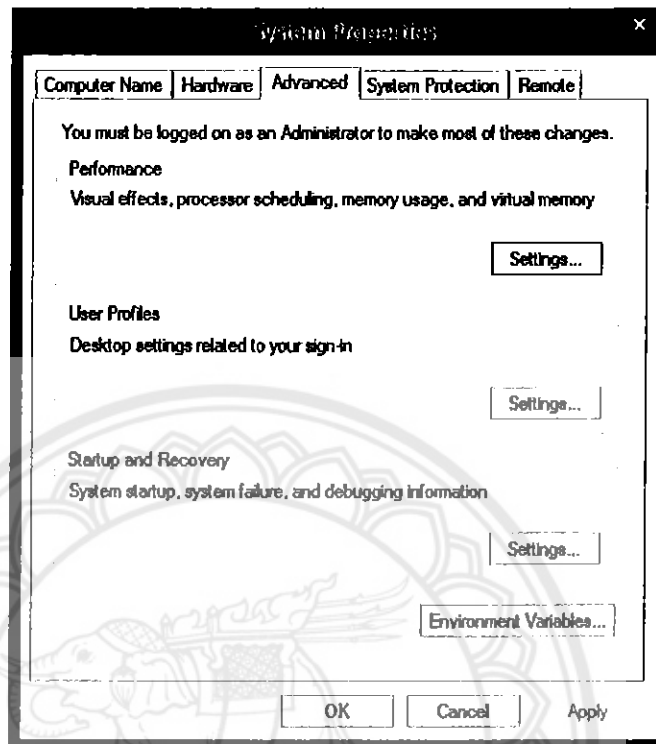 System Properties
Computer Name Hardware Advanced System Protection Remote
You must be logged on as an Administrator to make most of these changes.
Performance
Visual effects, processor scheduling, memory usage, and virtual memory
Settings...
User Profiles
Desktop settings related to your sign-in
Settings...
Startup and Recovery
System startup, system failure, and debugging information
Settings...
Environment Variables...
OK Cancel Apply